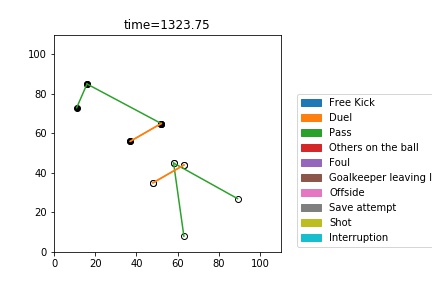 time=1323.75
100
80
60
40
20
0
0 20 40 60 80 100
Free Kick
Duel
Pass
Others on the ball
Foul
Goalkeeper leaving l
Offside
Save attempt
Shot
Interruption